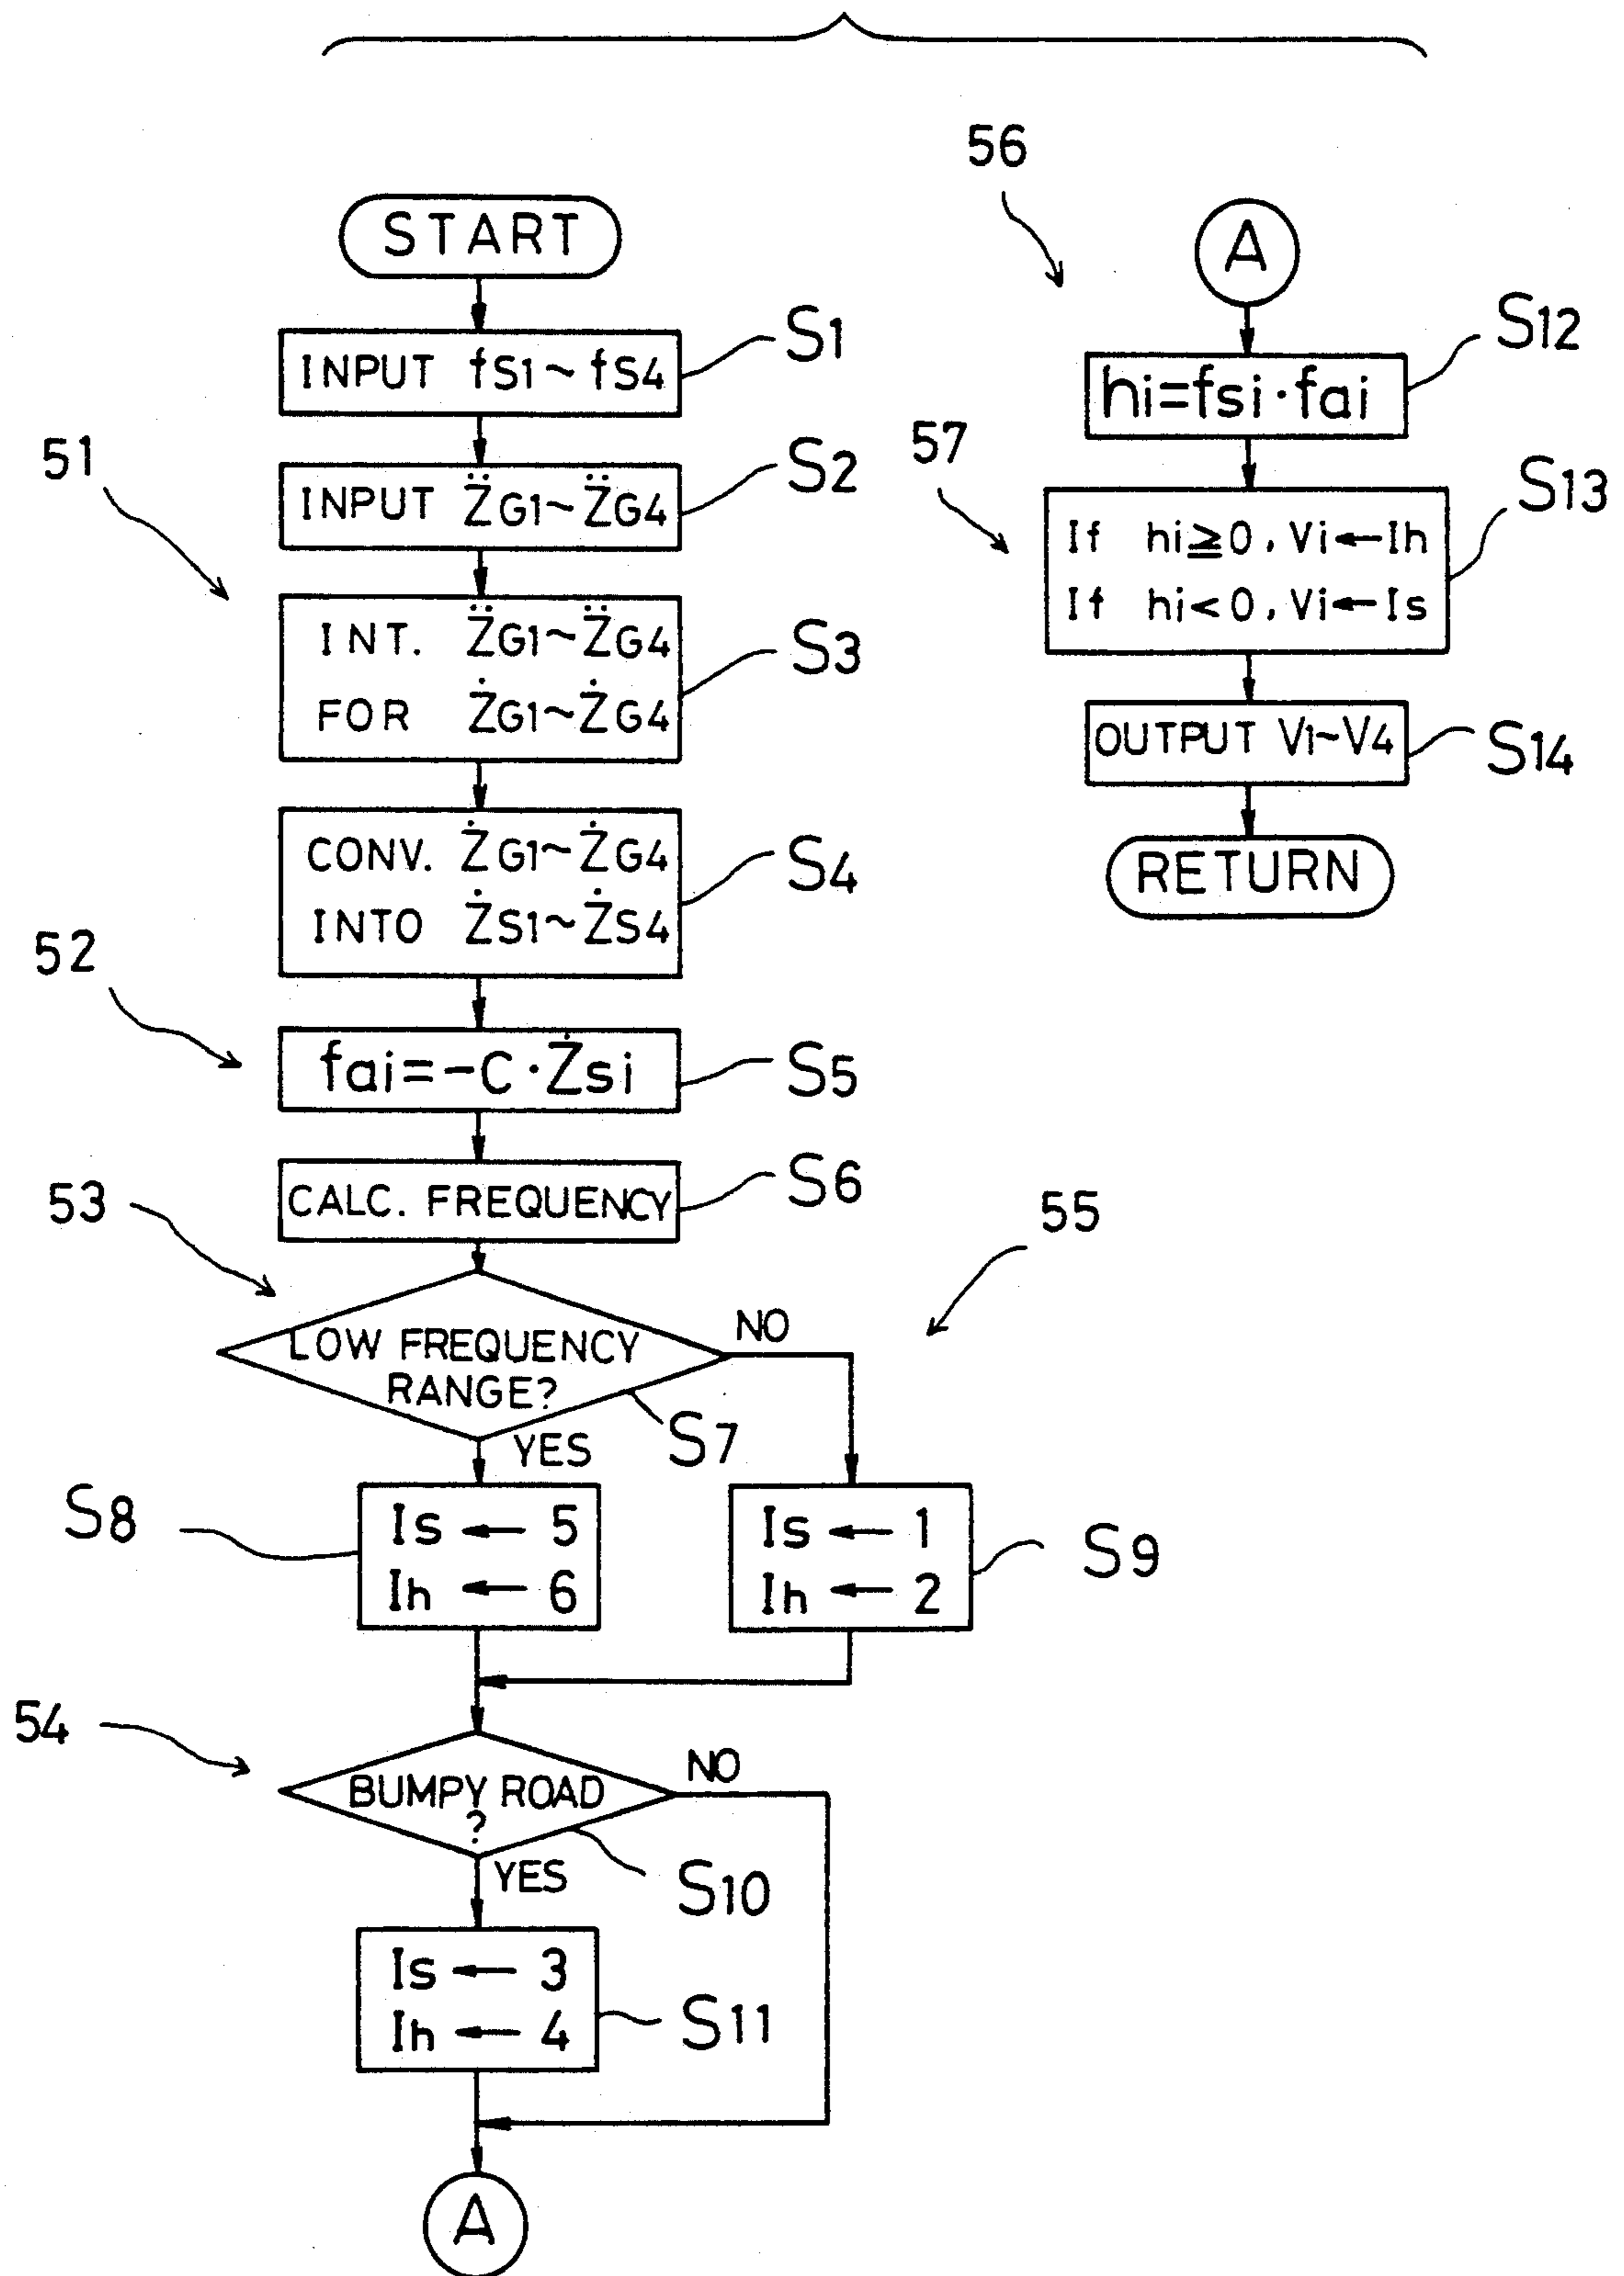 START
INPUT fS1~fS4
S1
INPUT Z̈G1~Z̈G4
S2
51
INT. Z̈G1~Z̈G4
FOR ŻG1~ŻG4
S3
CONV. ŻG1~ŻG4
INTO ŻS1~ŻS4
S4
52
fai=-C·Żsi
S5
CALC. FREQUENCY
S6
53
LOW FREQUENCY
RANGE?
S7
NO
55
YES
S8
Is ← 5
Ih ← 6
Is ← 1
Ih ← 2
S9
54
BUMPY ROAD
?
NO
S10
YES
Is ← 3
Ih ← 4
S11
A
56
A
hi=fsi·fai
S12
57
If hi≧0, Vi←Ih
If hi<0, Vi←Is
S13
OUTPUT V1~V4
S14
RETURN